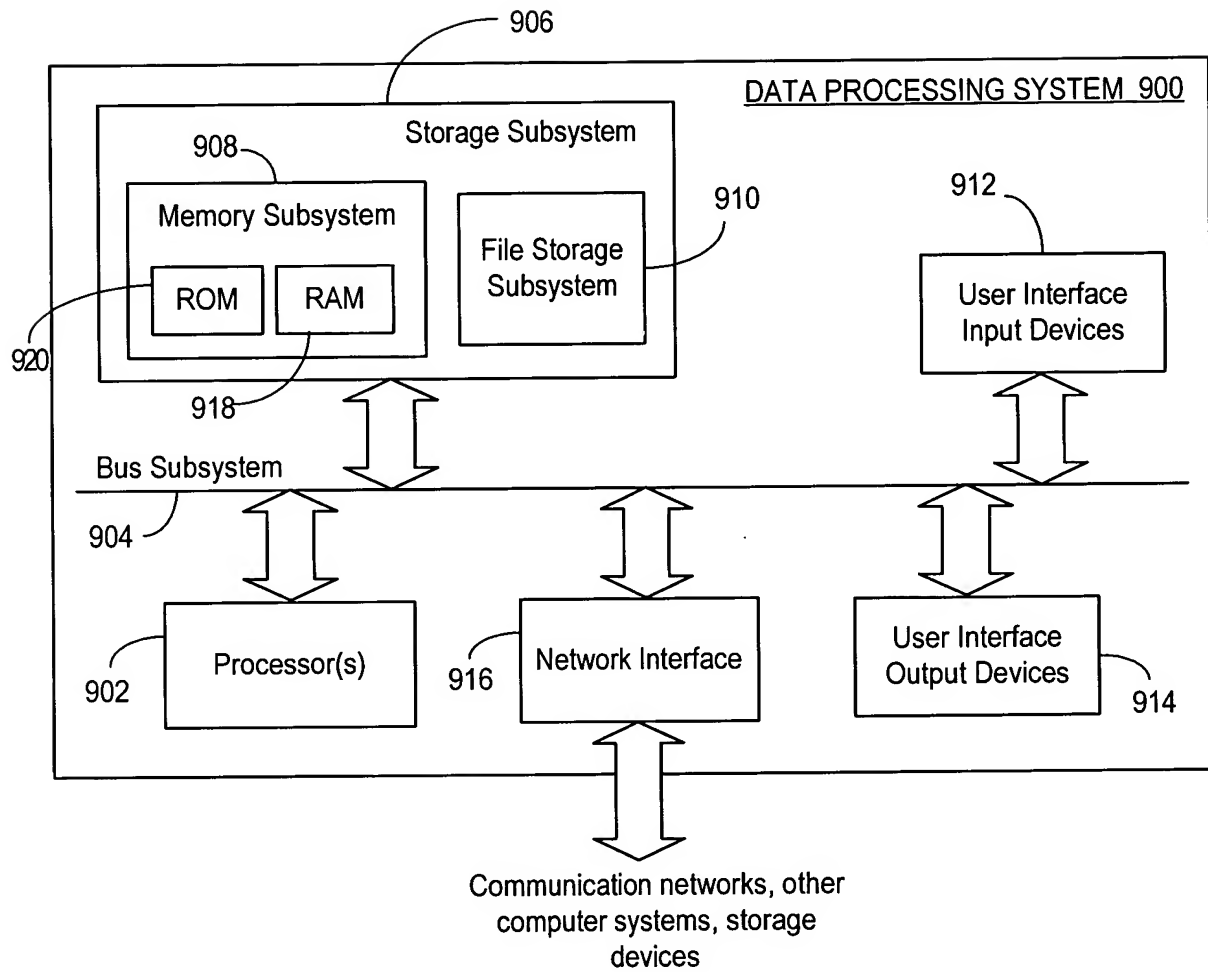 906
DATA PROCESSING SYSTEM 900
Storage Subsystem
908
Memory Subsystem
910
912
File Storage
Subsystem
ROM
RAM
User Interface
Input Devices
920
918
Bus Subsystem
904
Processor(s)
902
Network Interface
916
User Interface
Output Devices
914
Communication networks, other
computer systems, storage
devices